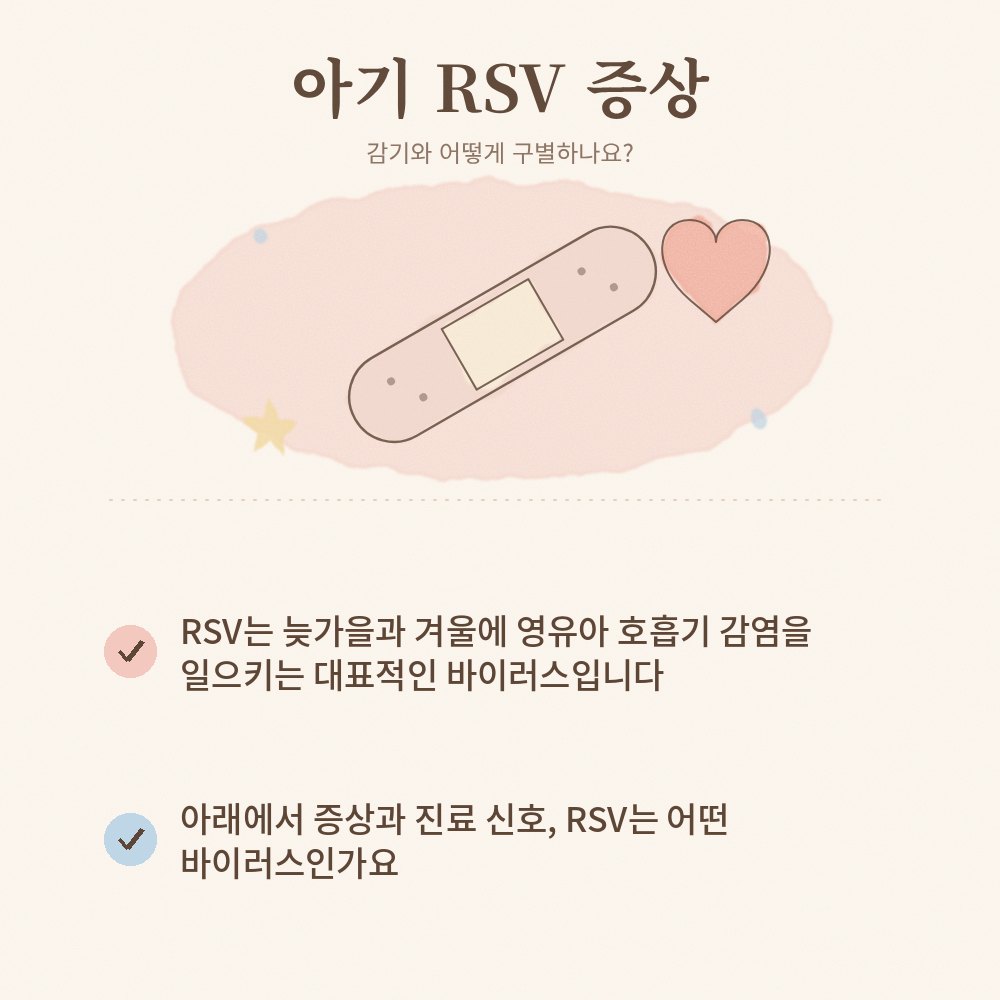 아기 RSV 증상
감기와 어떻게 구별하나요?
RSV는 늦가을과 겨울에 영유아 호흡기 감염을
일으키는 대표적인 바이러스입니다
아래에서 증상과 진료 신호, RSV는 어떤
바이러스인가요